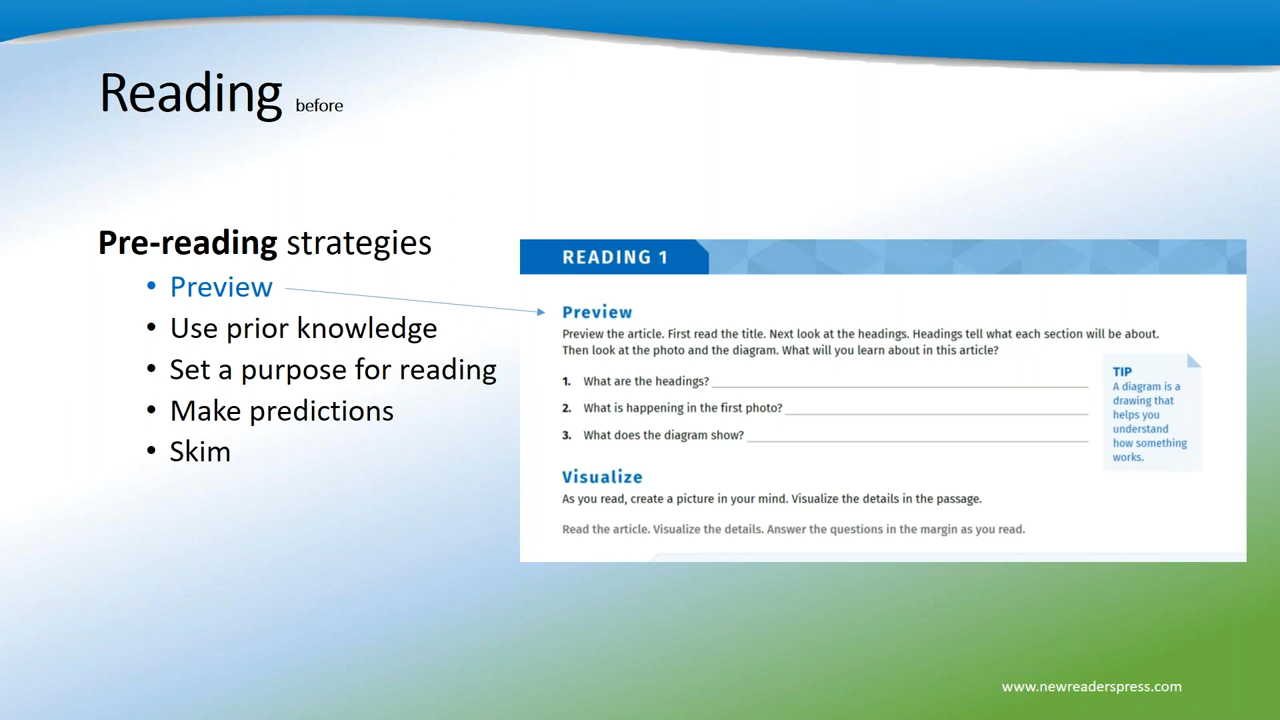 Reading before
Pre-reading strategies
• Preview
• Use prior knowledge
• Set a purpose for reading
• Make predictions
• Skim
READING 1
Preview
Preview the article. First read the title. Next look at the headings. Headings tell what each section will be about.
Then look at the photo and the diagram. What will you learn about in this article?
1. What are the headings?
2. What is happening in the first photo?
3. What does the diagram show?
TIP
A diagram is a
drawing that
helps you
understand
how something
works.
Visualize
As you read, create a picture in your mind. Visualize the details in the passage.
Read the article. Visualize the details. Answer the questions in the margin as you read.
www.newreaderspress.com